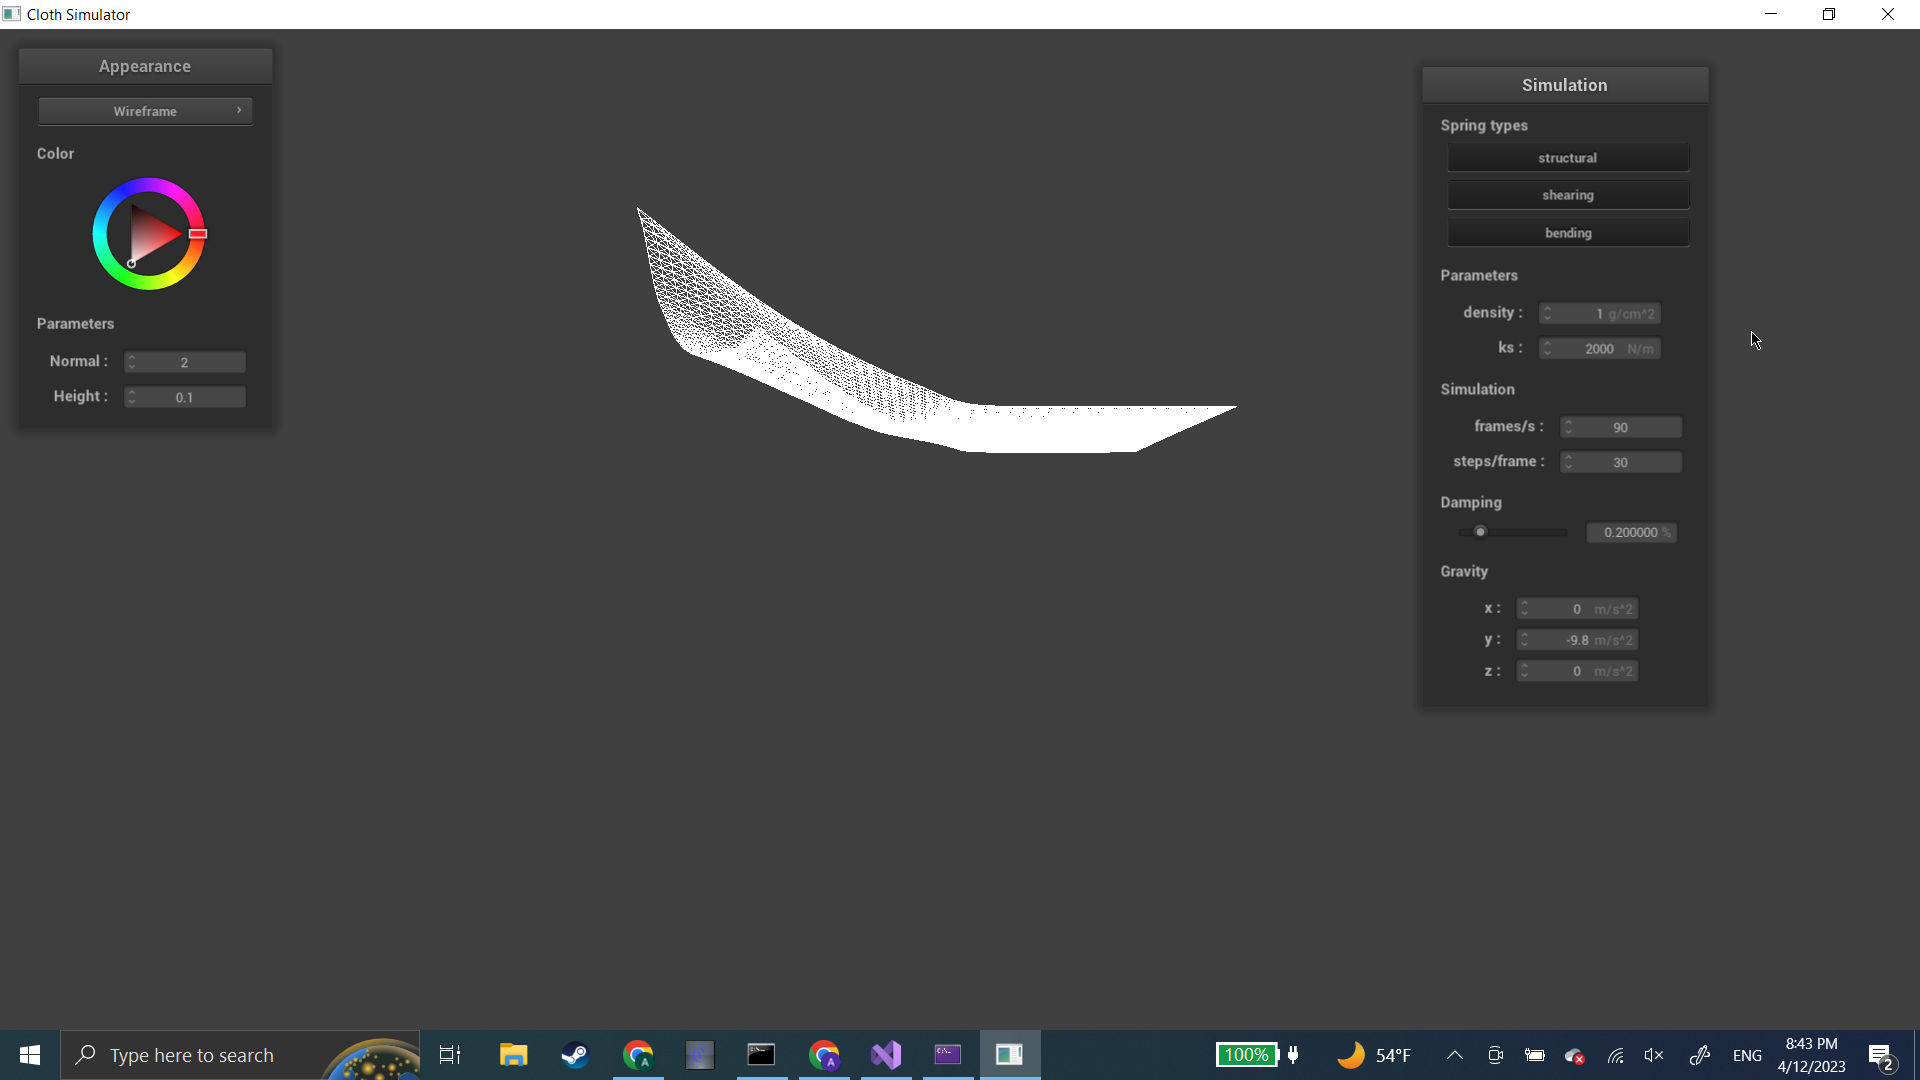 Cloth Simulator
Appearance
Wireframe
Color
Parameters
Normal : 2
Height : 0.1
Simulation
Spring types
structural
shearing
bending
Parameters
density : 1 g/cm^2
ks : 2000 N/m
Simulation
frames/s : 90
steps/frame : 30
Damping
0.200000 %
Gravity
x : 0 m/s^2
y : -9.8 m/s^2
z : 0 m/s^2
Type here to search
100%
54°F
ENG
8:43 PM
4/12/2023
2